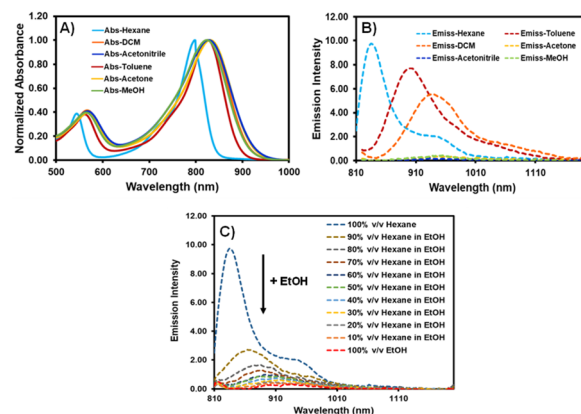 A)
Abs-Hexane
Abs-DCM
Abs-Acetonitrile
Abs-Toluene
Abs-Acetone
Abs-MeOH
Normalized Absorbance
1.00
0.80
0.60
0.40
0.20
0.00
500 600 700 800 900 1000
Wavelength (nm)
B)
Emiss-Hexane Emiss-Toluene
Emiss-DCM Emiss-Acetone
Emiss-Acetonitrile Emiss-MeOH
Emission Intensity
12.00
10.00
8.00
6.00
4.00
2.00
0.00
810 910 1010 1110
Wavelength (nm)
C)
100% v/v Hexane
90% v/v Hexane in EtOH
80% v/v Hexane in EtOH
70% v/v Hexane in EtOH
60% v/v Hexane in EtOH
50% v/v Hexane in EtOH
40% v/v Hexane in EtOH
30% v/v Hexane in EtOH
20% v/v Hexane in EtOH
10% v/v Hexane in EtOH
100% v/v EtOH
+ EtOH
Emission Intensity
12.00
10.00
8.00
6.00
4.00
2.00
0.00
810 910 1010 1110
Wavelength (nm)